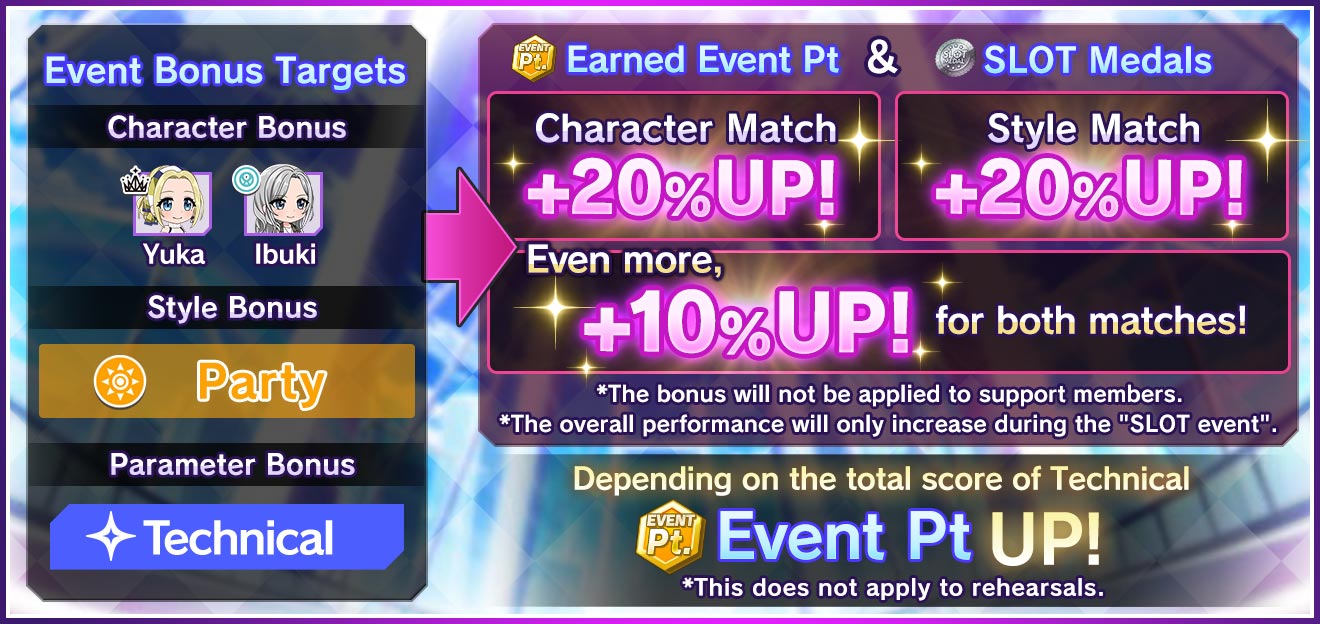 Event Bonus Targets
Character Bonus
Yuka
Ibuki
Style Bonus
Party
Parameter Bonus
Technical
EVENT
Pt.
Earned Event Pt & SLOT Medals
SLOT
MEDAL
Character Match
+20%UP!
Style Match
+20%UP!
Even more,
+10%UP! for both matches!
*The bonus will not be applied to support members.
*The overall performance will only increase during the "SLOT event".
Depending on the total score of Technical
EVENT
Pt.
Event Pt UP!
*This does not apply to rehearsals.